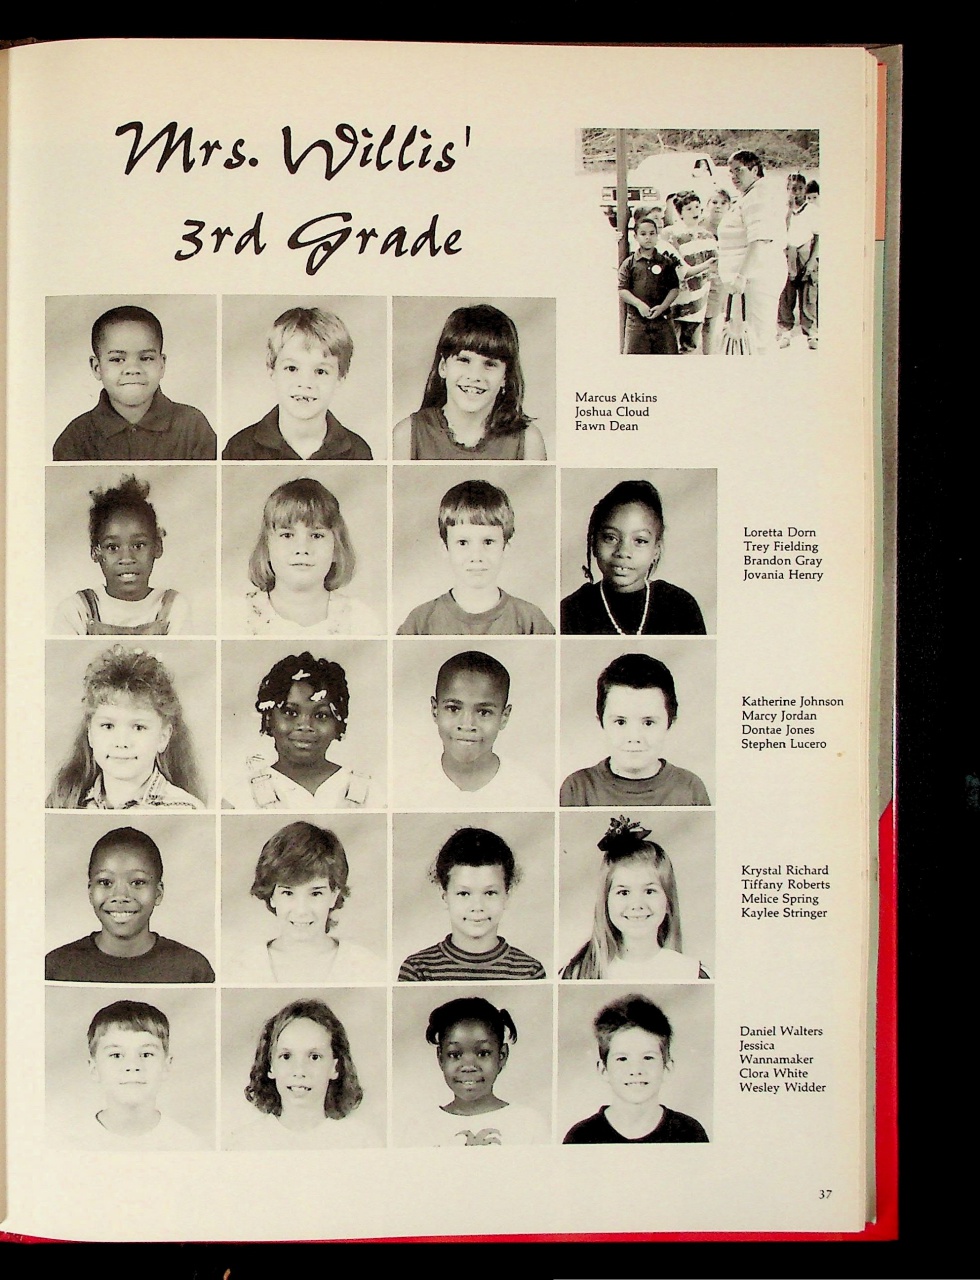 Mrs. Willis'
3rd Grade
Marcus Atkins
Joshua Cloud
Fawn Dean
Loretta Dorn
Trey Fielding
Brandon Gray
Jovania Henry
Katherine Johnson
Marcy Jordan
Dontae Jones
Stephen Lucero
Krystal Richard
Tiffany Roberts
Melice Spring
Kaylee Stringer
Daniel Walters
Jessica
Wannamaker
Clora White
Wesley Widder
37